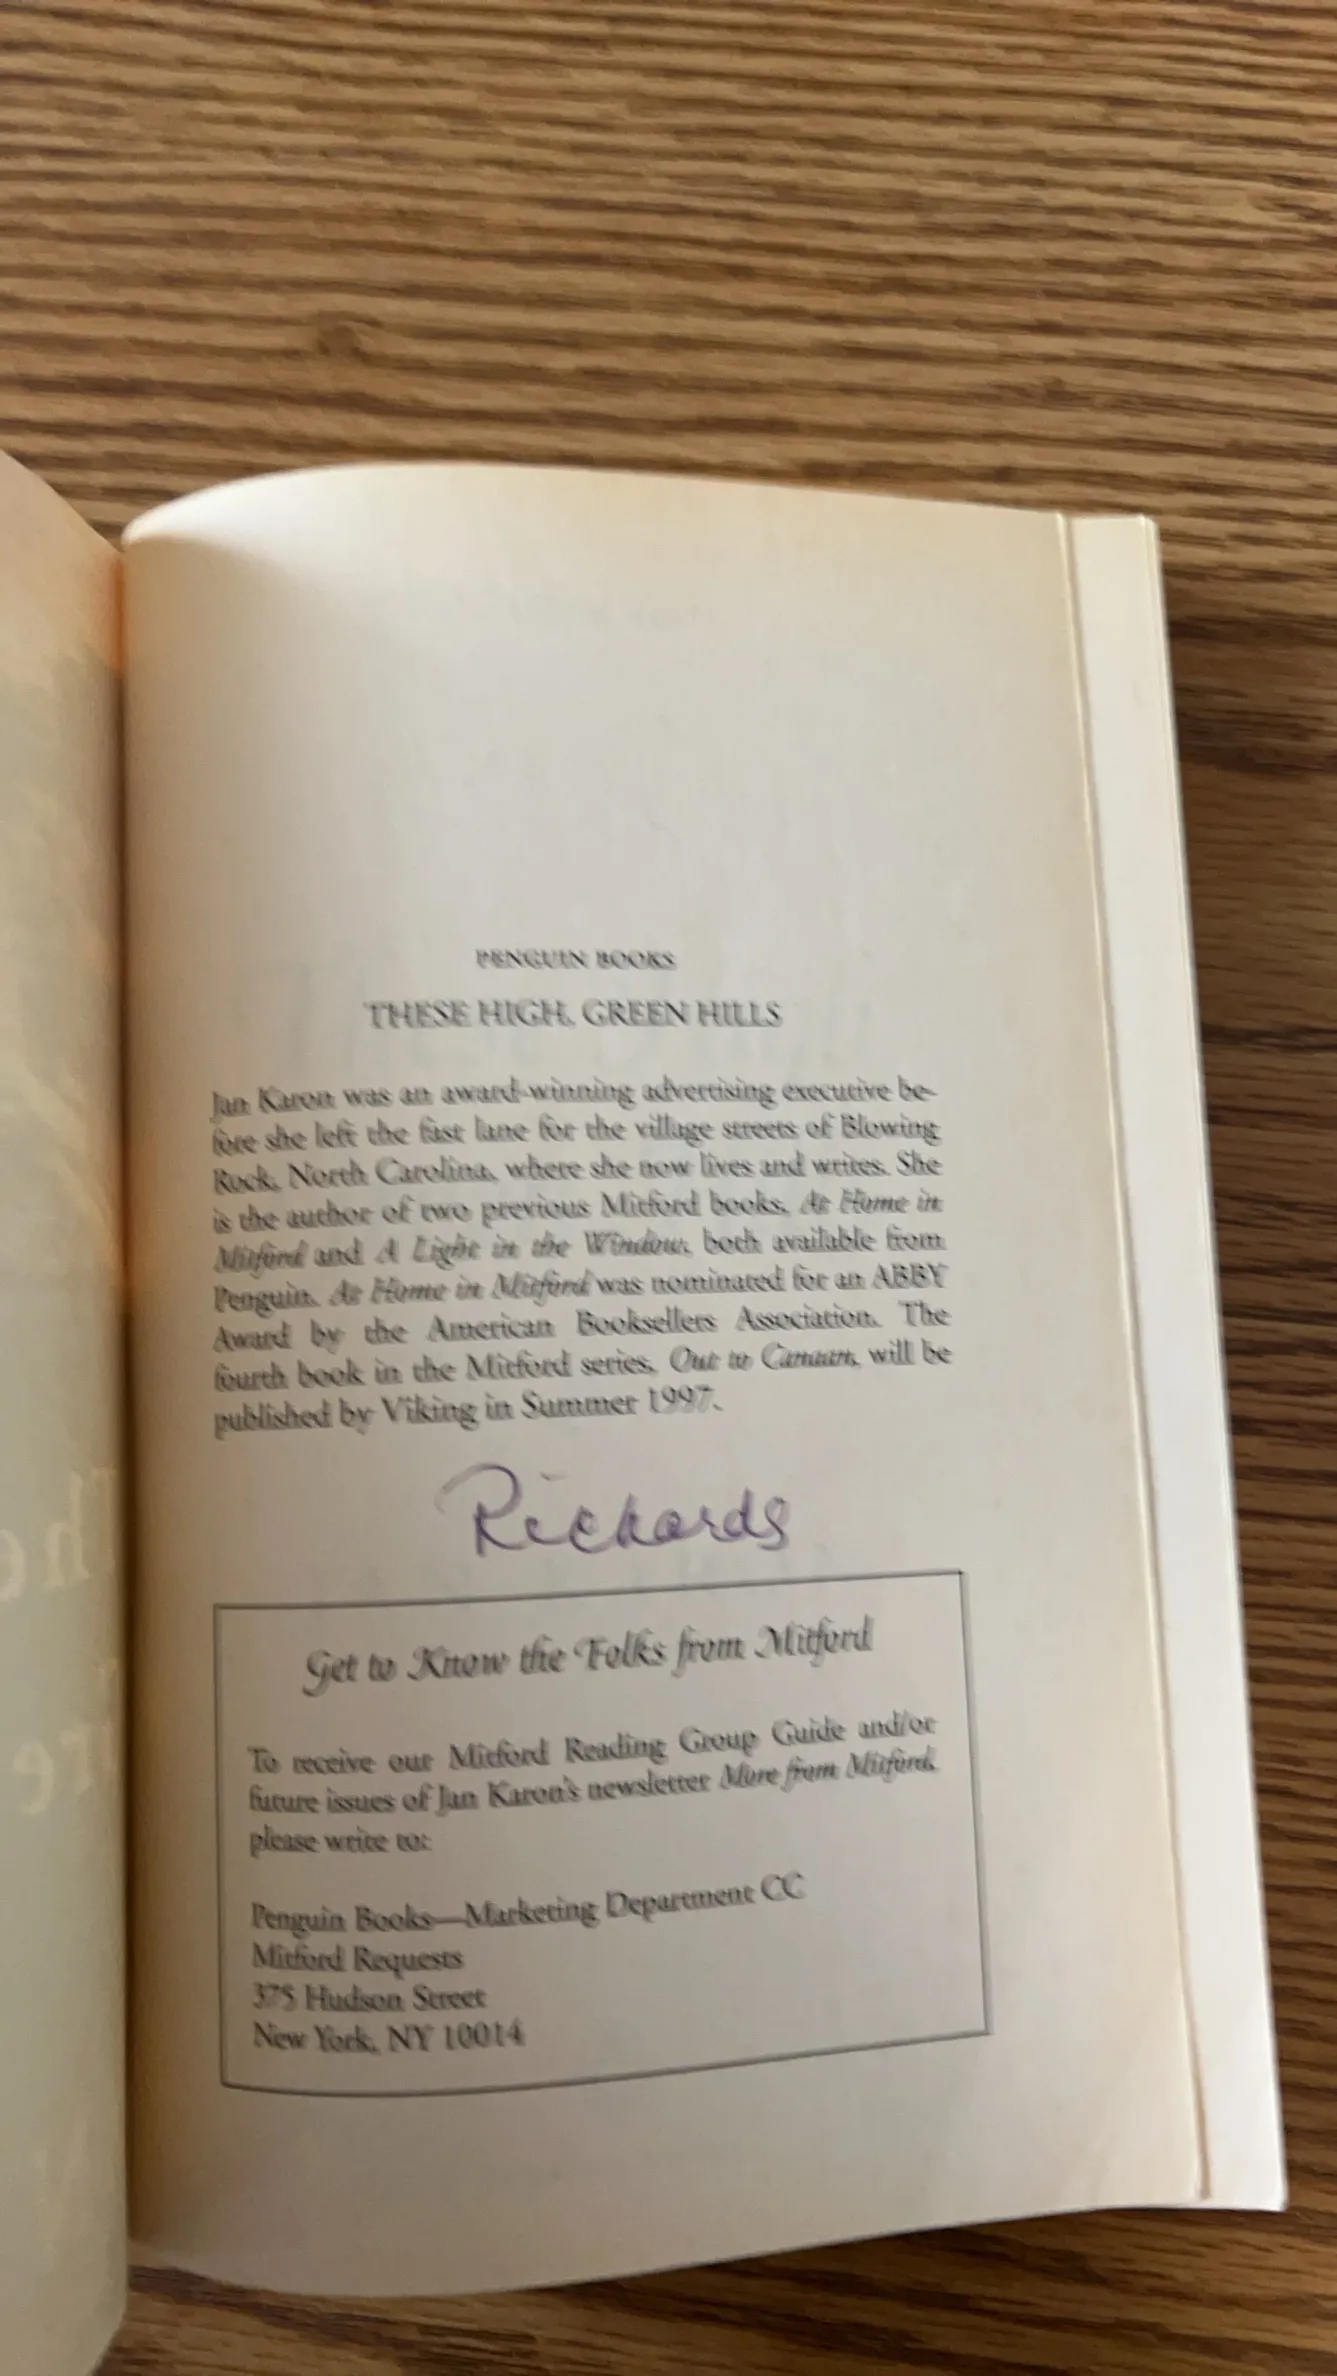 PENGUIN BOOKS
THESE HIGH, GREEN HILLS
Jan Karon was an award-winning advertising executive be-
fore she left the fast lane for the village streets of Blowing
Rock, North Carolina, where she now lives and writes. She
is the author of two previous Mitford books, At Home in
Mitford and A Light in the Window, both available from
Penguin. At Home in Mitford was nominated for an ABBY
Award by the American Booksellers Association. The
fourth book in the Mitford series, Out to Canaan, will be
published by Viking in Summer 1997.
Richards
Get to Know the Folks from Mitford
To receive our Mitford Reading Group Guide and/or
future issues of Jan Karon's newsletter More from Mitford,
please write to:
Penguin Books—Marketing Department CC
Mitford Requests
375 Hudson Street
New York, NY 10014